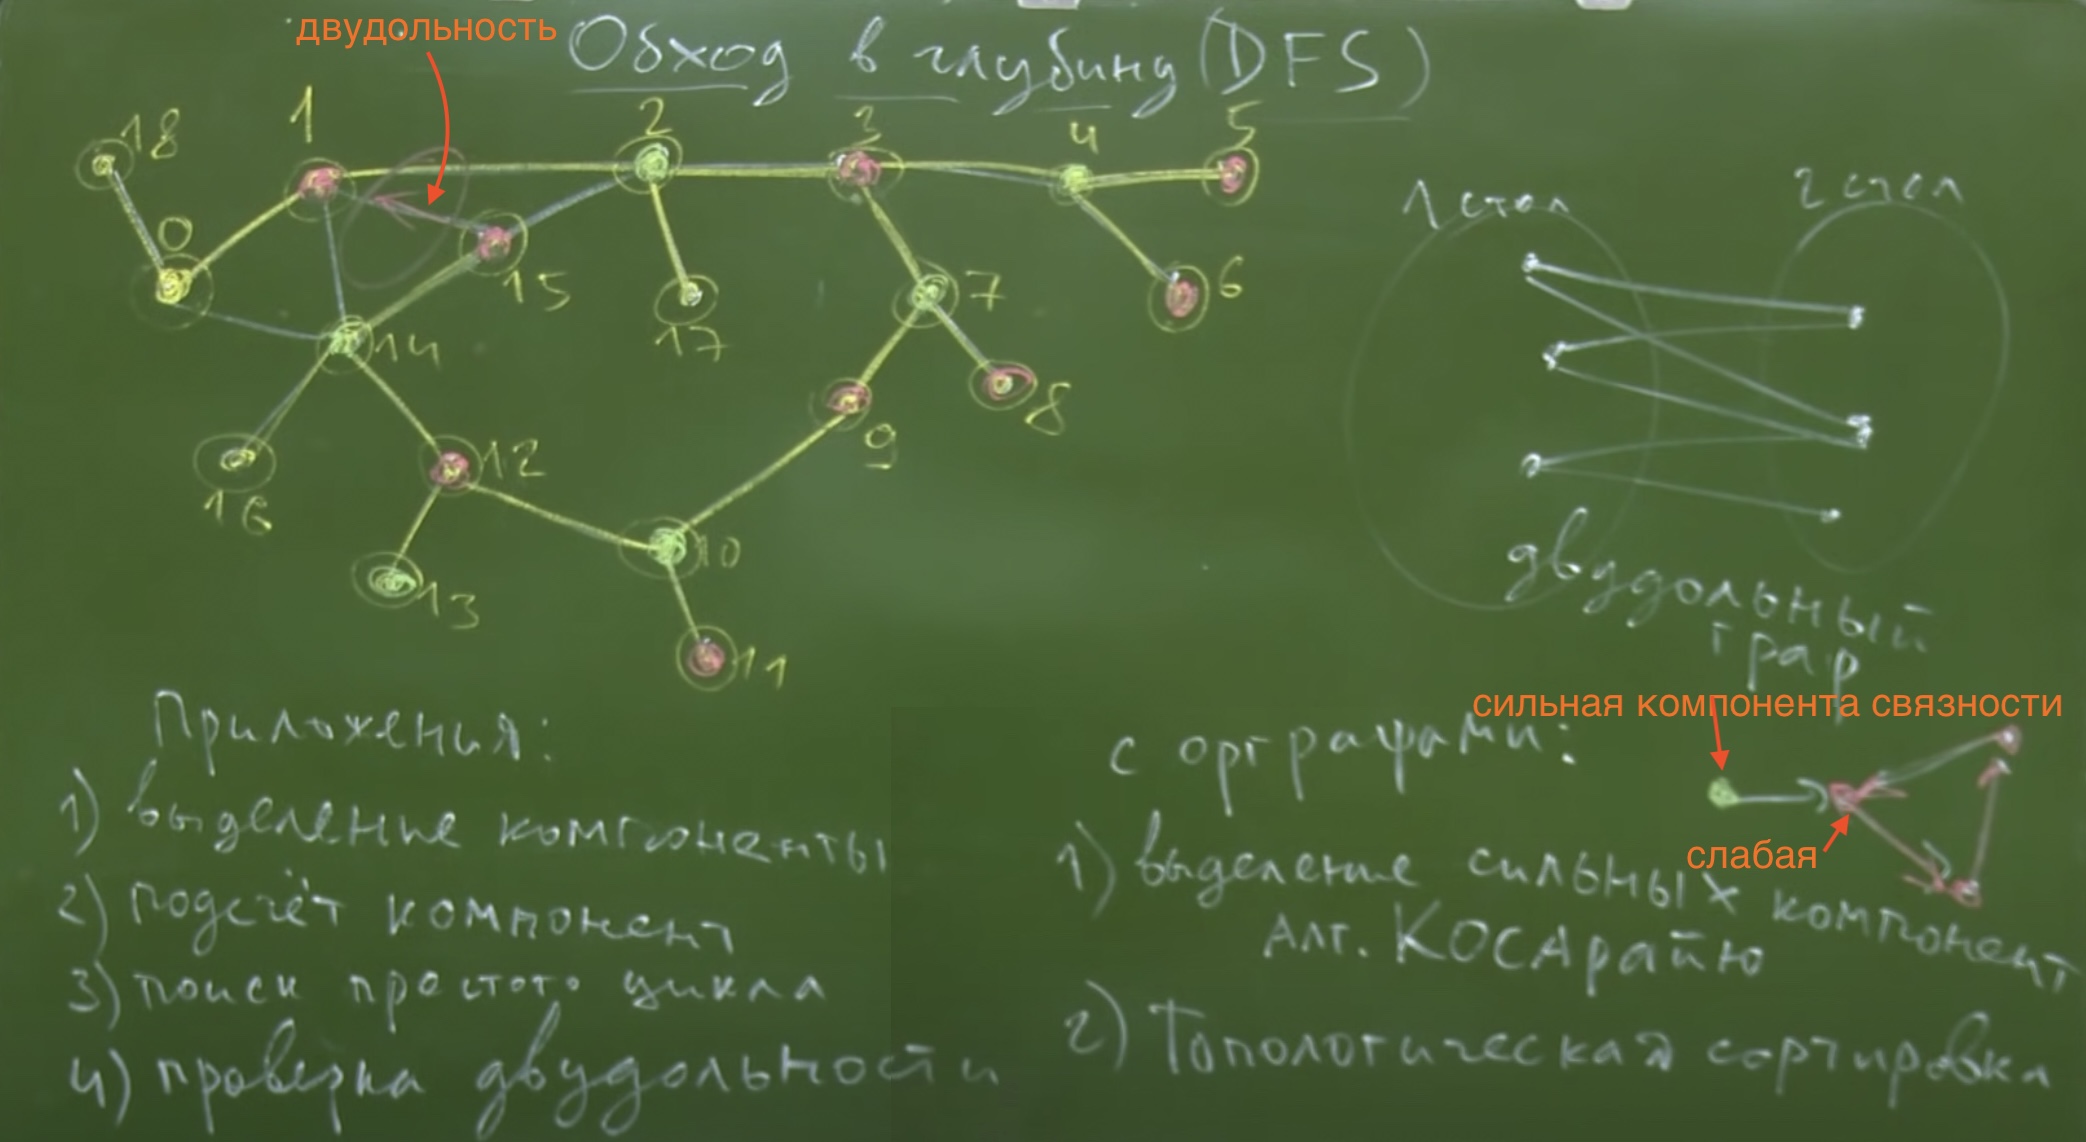 двудольность
Обход в глубину (DFS)
18
1
2
3
4
5
0
15
17
7
6
14
8
9
16
12
10
13
11
1 стол
2 стол
двудольный
граф
Приложения:
1) выделение компоненты
2) подсчёт компонент
3) поиск простого цикла
4) проверка двудольности
сильная компонента связности
с орграфами:
слабая
1) выделение сильных компонент
Алг. Косарайю
2) Топологическая сортировка